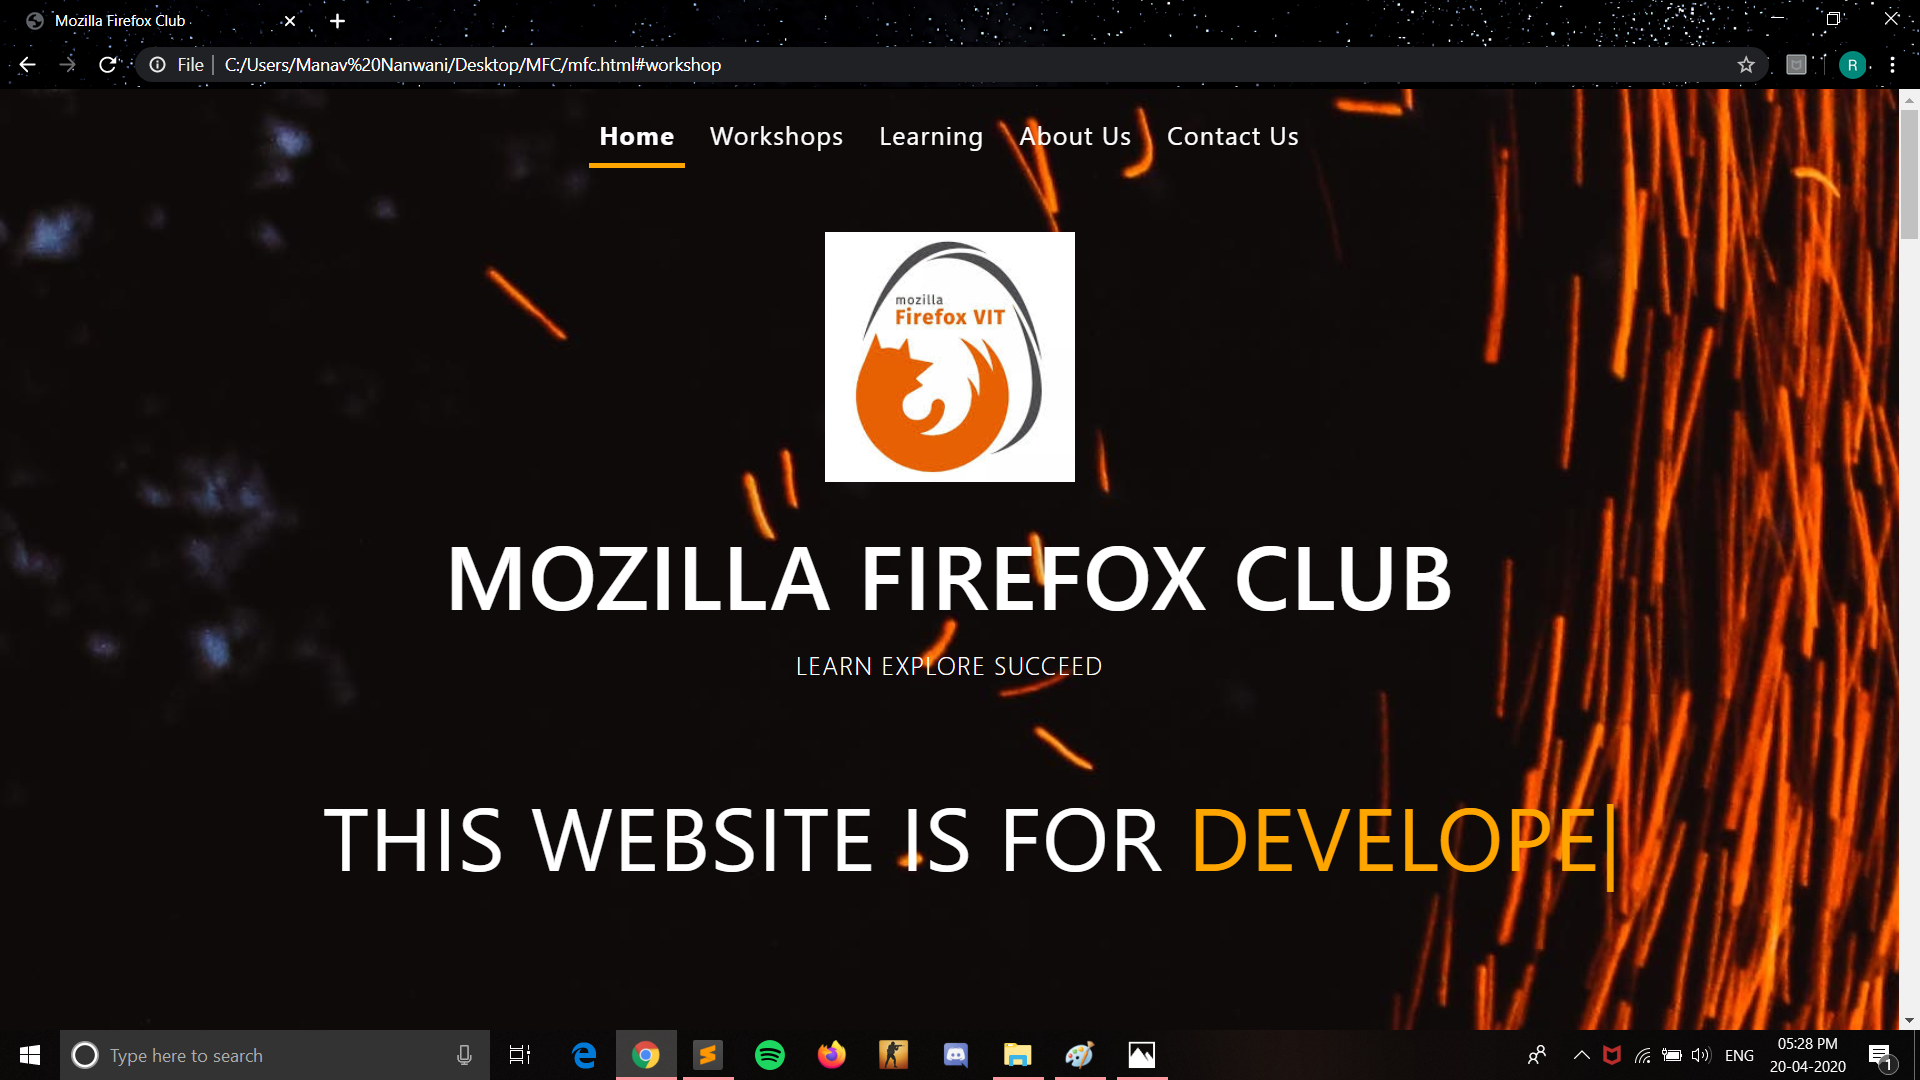 Mozilla Firefox Club
File
C:/Users/Manav%20Nanwani/Desktop/MFC/mfc.html#workshop
R
Home Workshops Learning About Us Contact Us
mozilla
Firefox VIT
MOZILLA FIREFOX CLUB
LEARN EXPLORE SUCCEED
THIS WEBSITE IS FOR DEVELOPE|
Type here to search
ENG
05:28 PM
20-04-2020
1